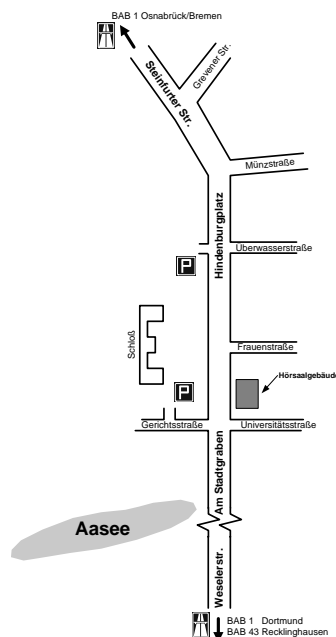 BAB 1 Osnabrück/Bremen
Grevener Str.
Steinfurter Str.
Münzstraße
Hindenburgplatz
Überwasserstraße
P
Schloß
Frauenstraße
Hörsaalgebäude
P
Gerichtsstraße
Universitätsstraße
Am Stadtgraben
Aasee
Weselerstr.
BAB 1 Dortmund
BAB 43 Recklinghausen